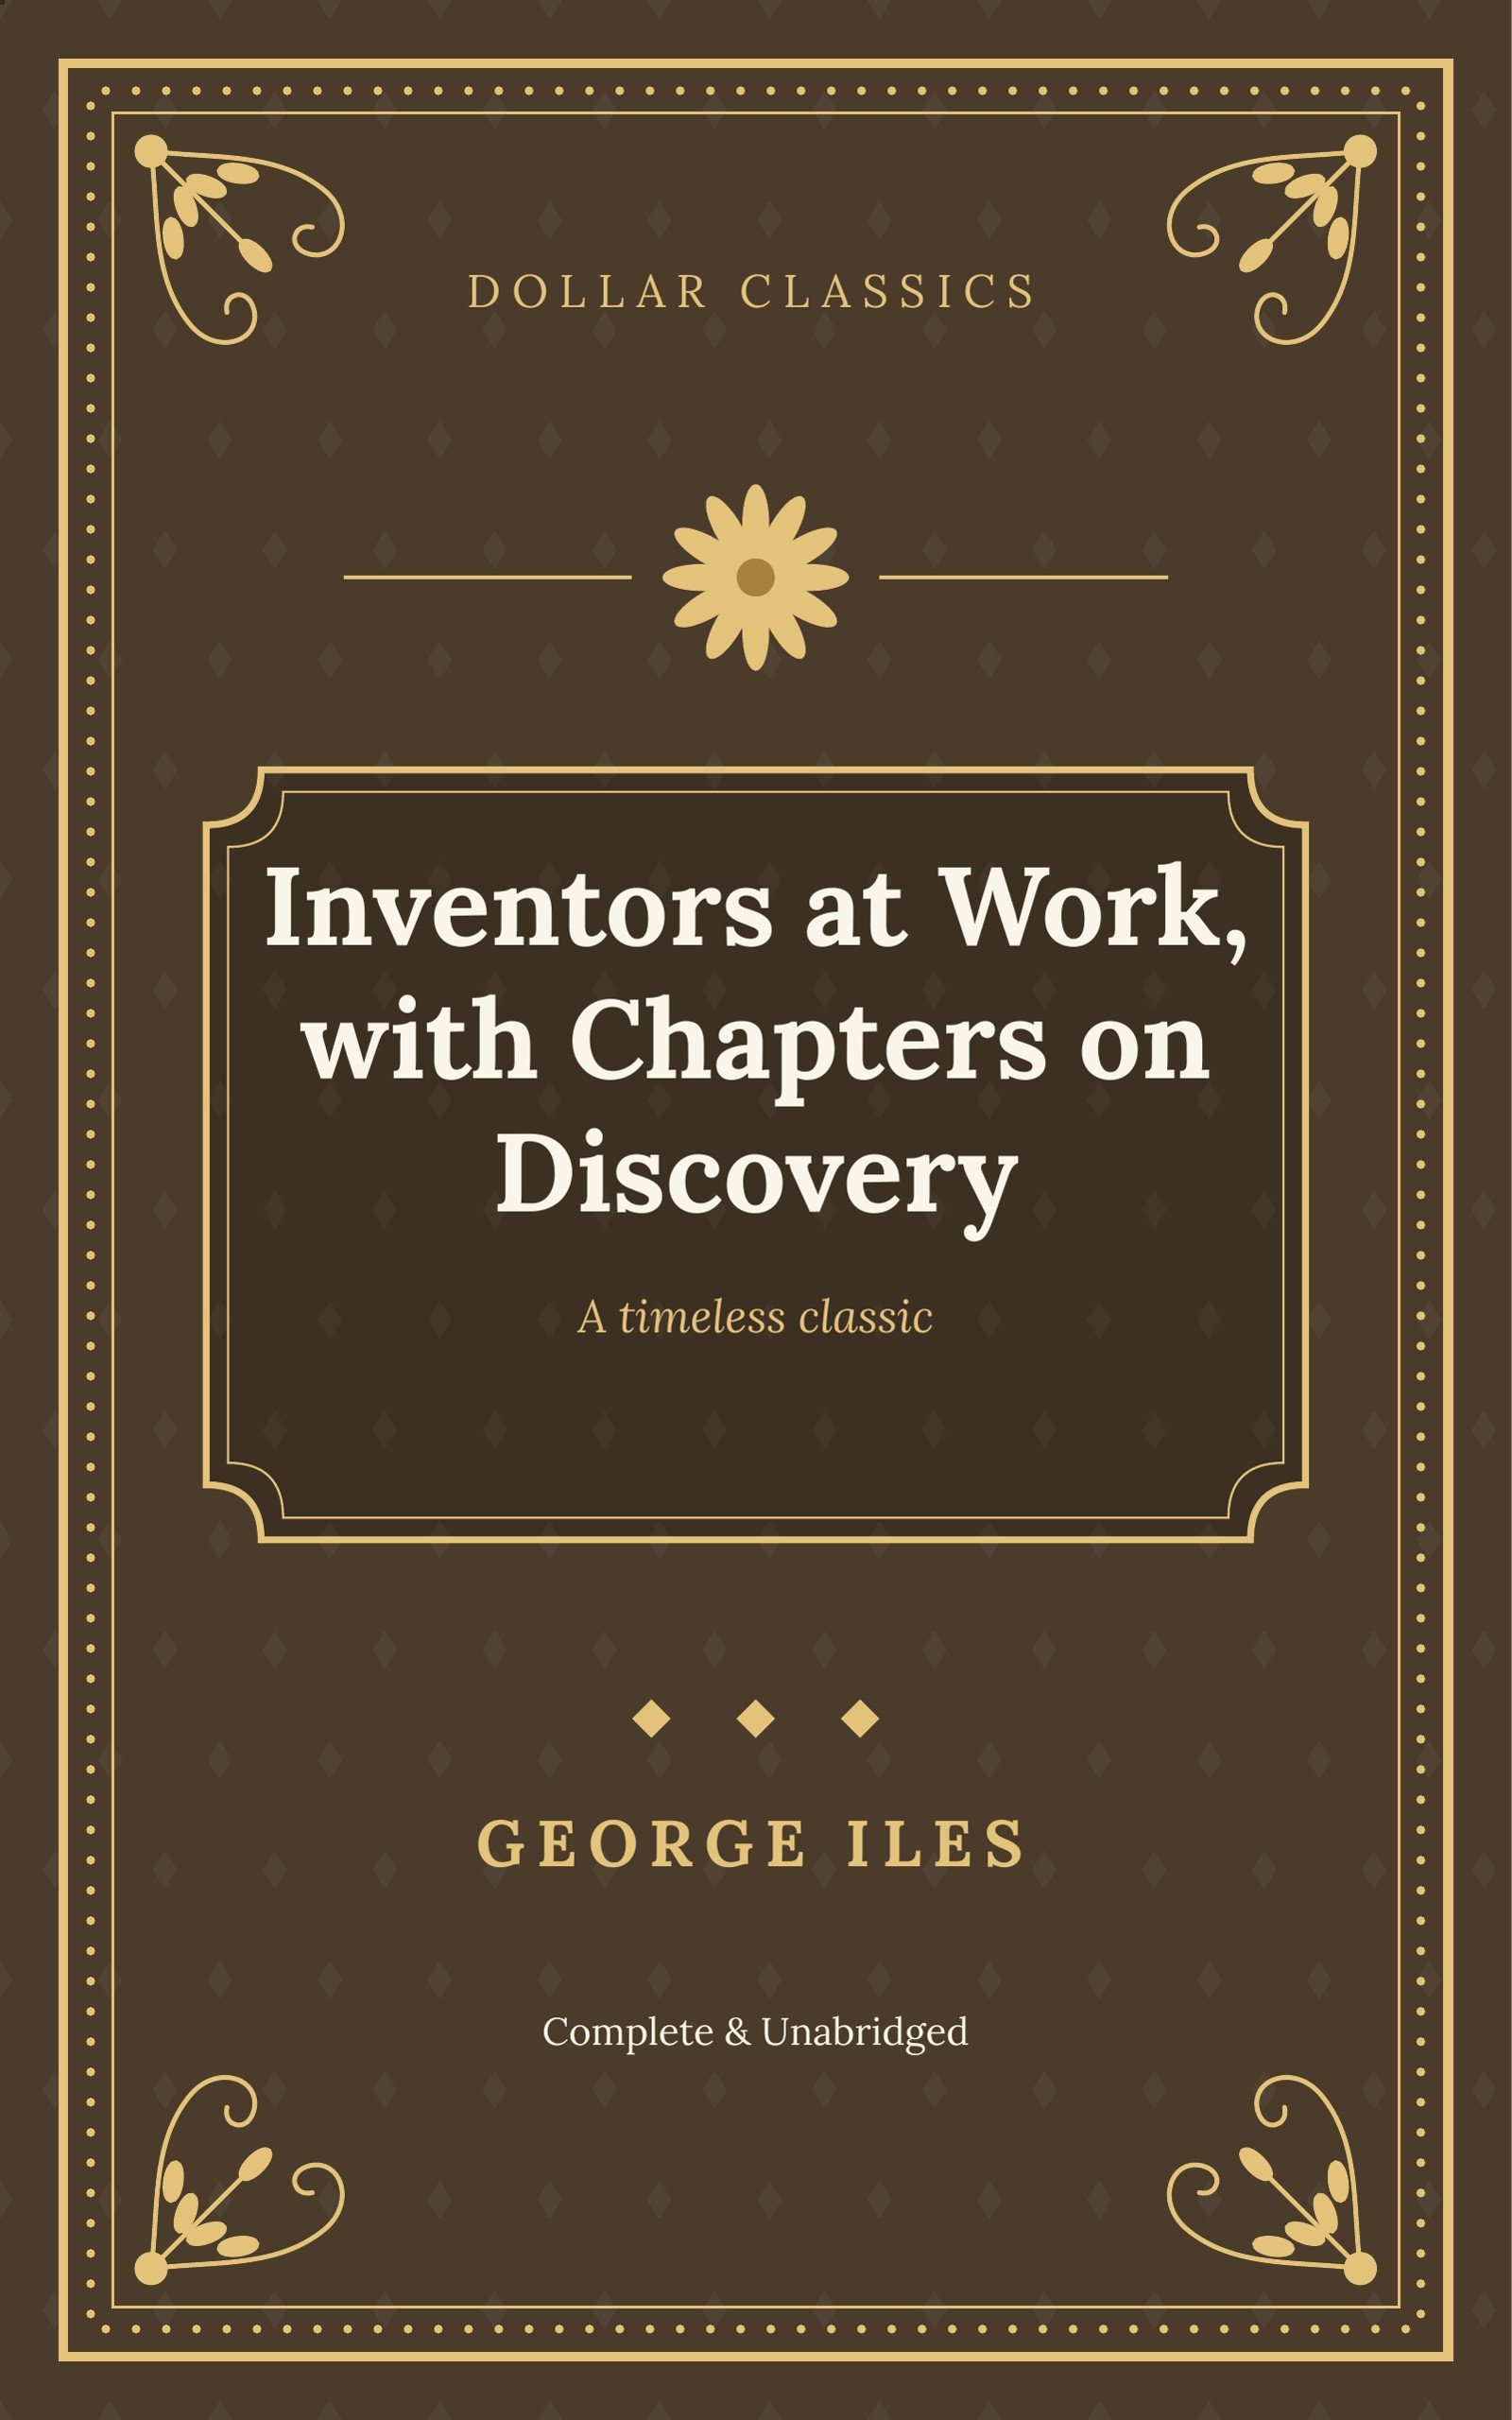 DOLLAR CLASSICS
Inventors at Work,
with Chapters on
Discovery
A timeless classic
GEORGE ILES
Complete & Unabridged